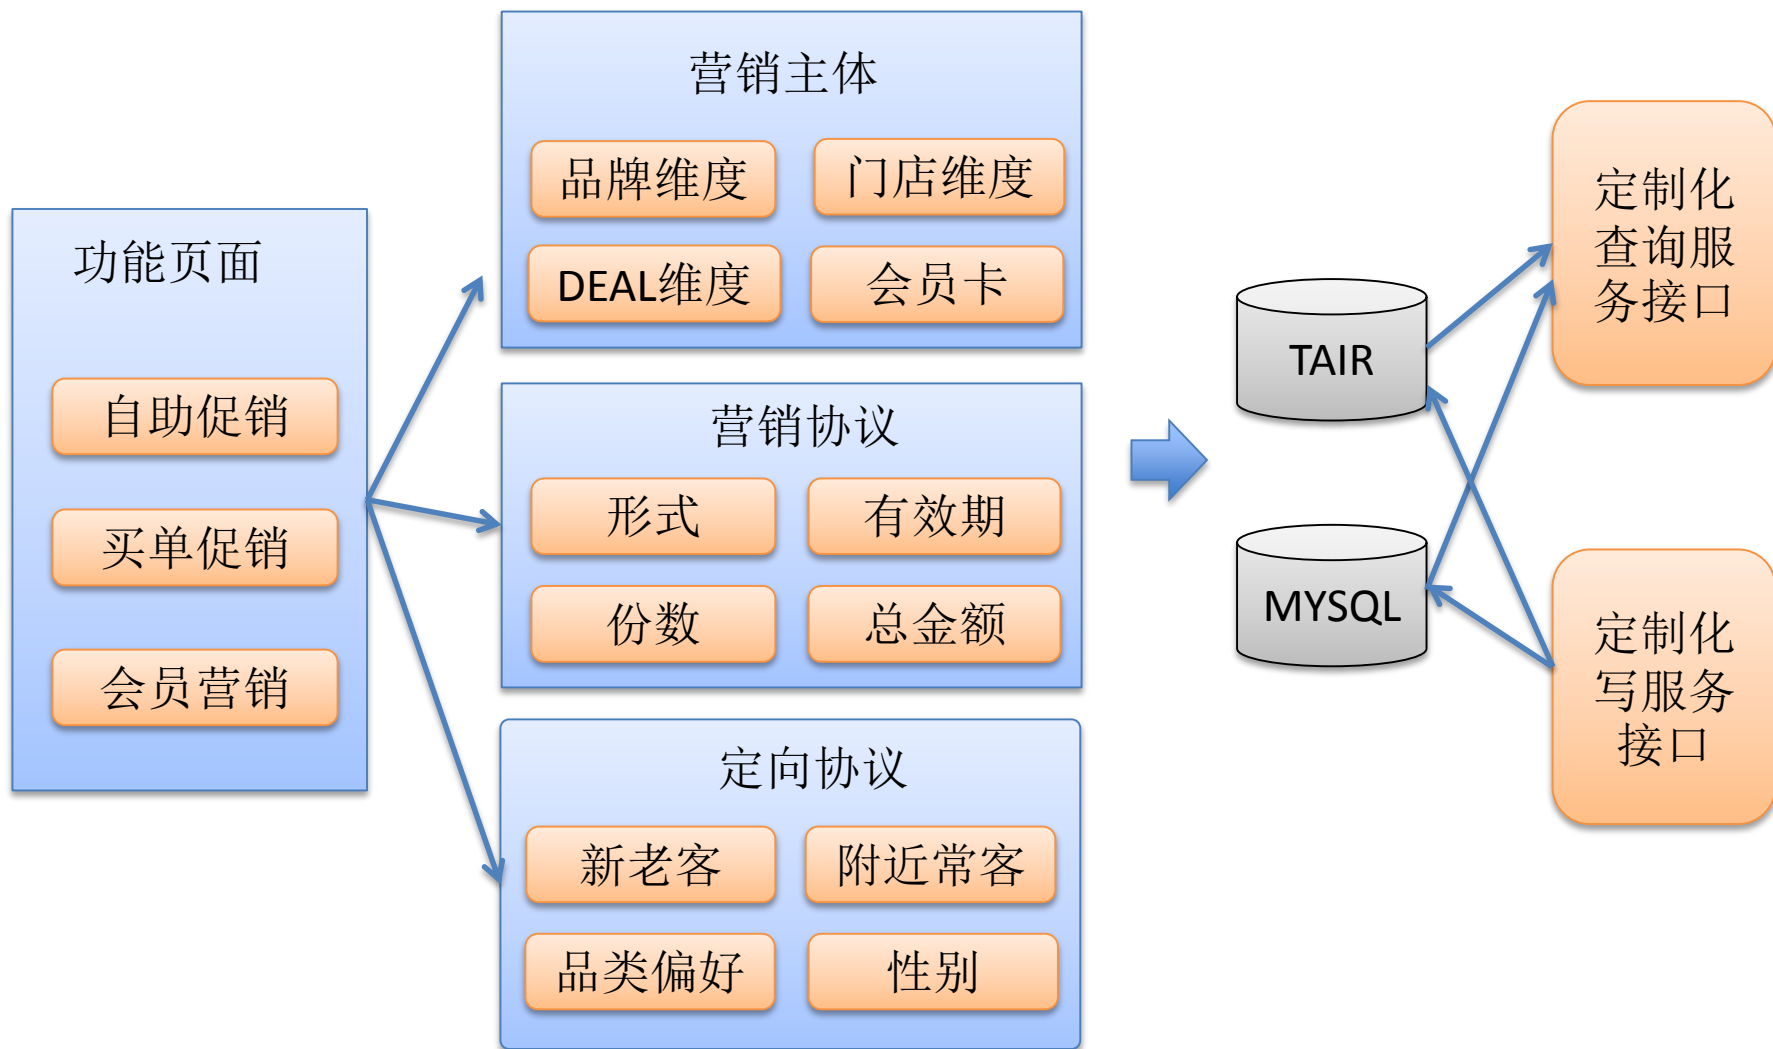 功能页面
自助促销
买单促销
会员营销
营销主体
品牌维度
门店维度
DEAL维度
会员卡
营销协议
形式
有效期
份数
总金额
定向协议
新老客
附近常客
品类偏好
性别
TAIR
MYSQL
定制化
查询服
务接口
定制化
写服务
接口